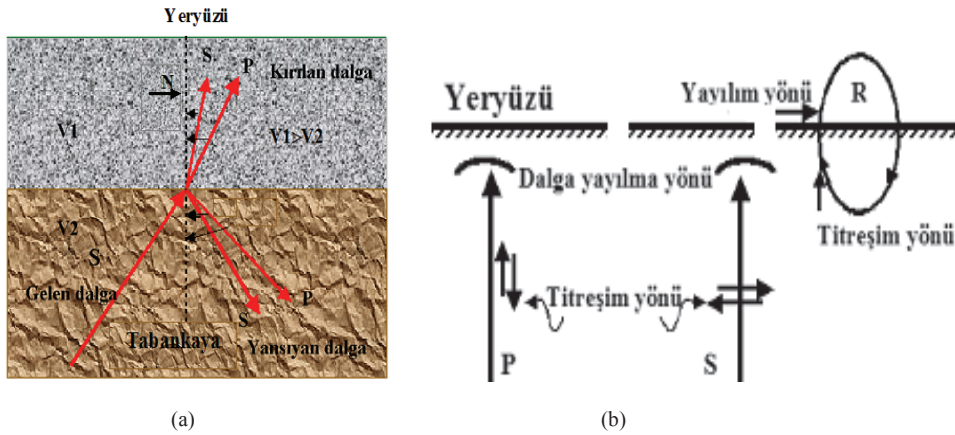 Yeryüzü
S
P
Kırılan dalga
N
V1
V1>V2
V2
S
Gelen dalga
P
S
Tabankaya
Yansıyan dalga
(a)
Yayılım yönü
R
Yeryüzü
Dalga yayılma yönü
Titreşim yönü
Titreşim yönü
P
S
(b)